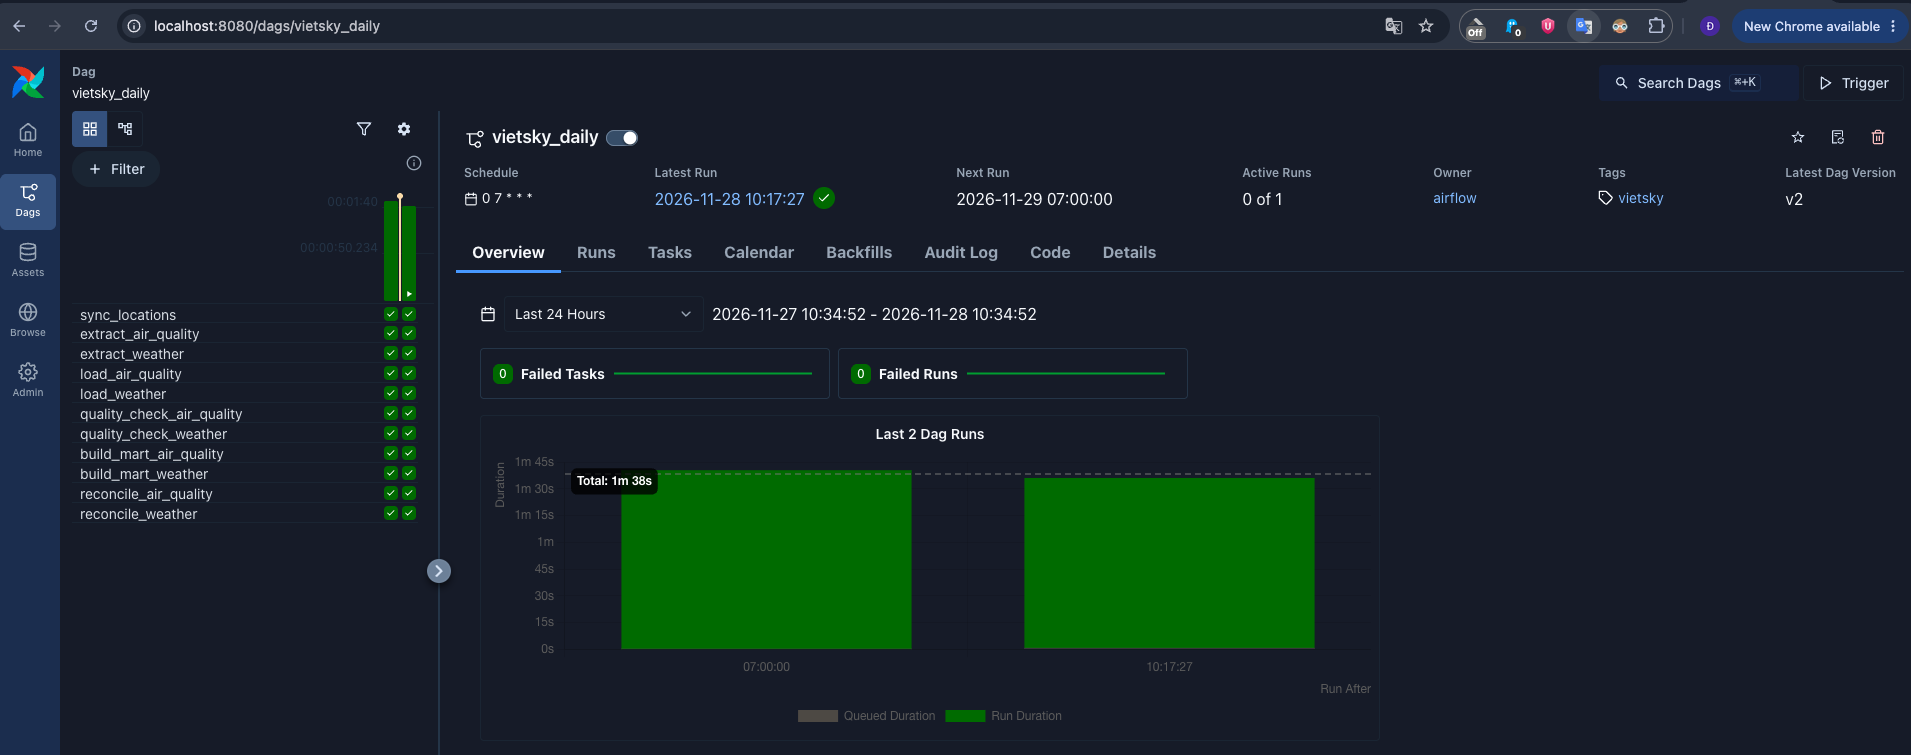 localhost:8080/dags/vietsky_daily
Off
0
U
Đ
New Chrome available
Dag
vietsky_daily
Search Dags ⌘+K
Trigger
Home
Dags
Assets
Browse
Admin
+ Filter
00:01:40
00:00:50.234
sync_locations
extract_air_quality
extract_weather
load_air_quality
load_weather
quality_check_air_quality
quality_check_weather
build_mart_air_quality
build_mart_weather
reconcile_air_quality
reconcile_weather
vietsky_daily
Schedule
0 7 * * *
Latest Run
2026-11-28 10:17:27
Next Run
2026-11-29 07:00:00
Active Runs
0 of 1
Owner
airflow
Tags
vietsky
Latest Dag Version
v2
Overview Runs Tasks Calendar Backfills Audit Log Code Details
Last 24 Hours 2026-11-27 10:34:52 - 2026-11-28 10:34:52
0 Failed Tasks
0 Failed Runs
Last 2 Dag Runs
Duration
1m 45s
1m 30s
1m 15s
1m
45s
30s
15s
0s
Total: 1m 38s
07:00:00 10:17:27
Run After
Queued Duration Run Duration